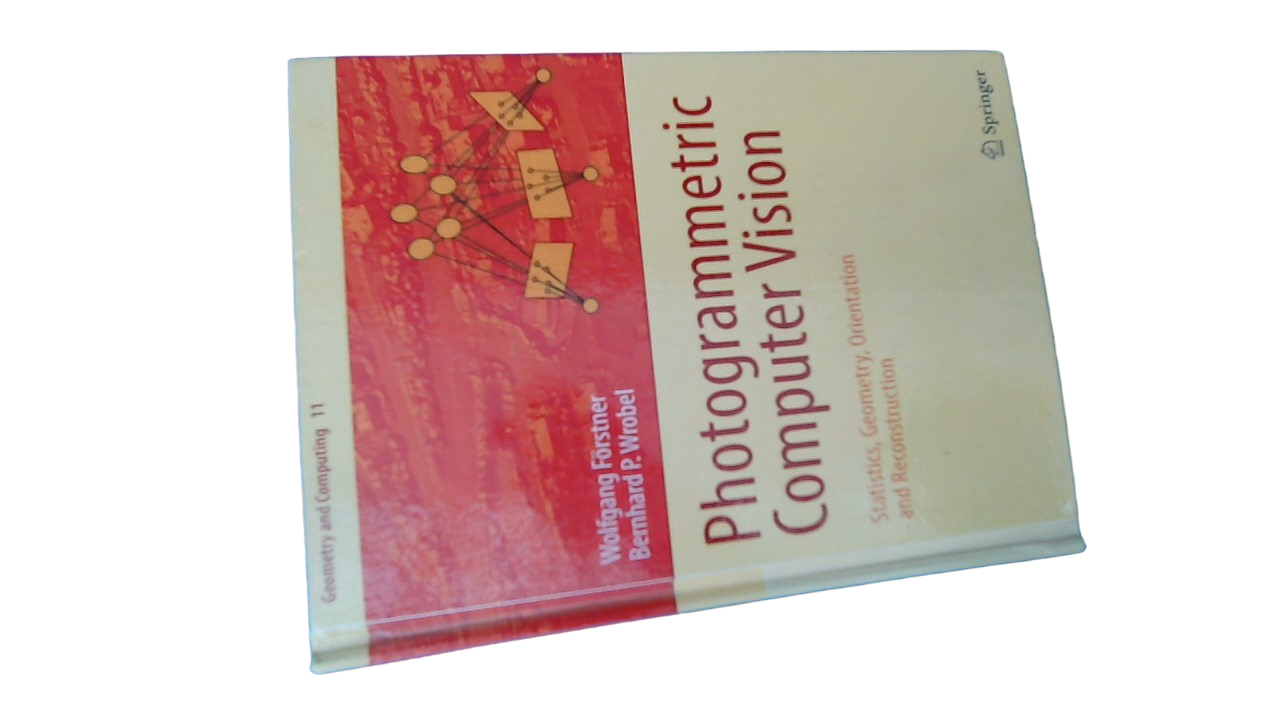 Geometry and Computing 11
Wolfgang Förstner
Bernhard P. Wrobel
Photogrammetric
Computer Vision
Statistics, Geometry, Orientation
and Reconstruction
Springer